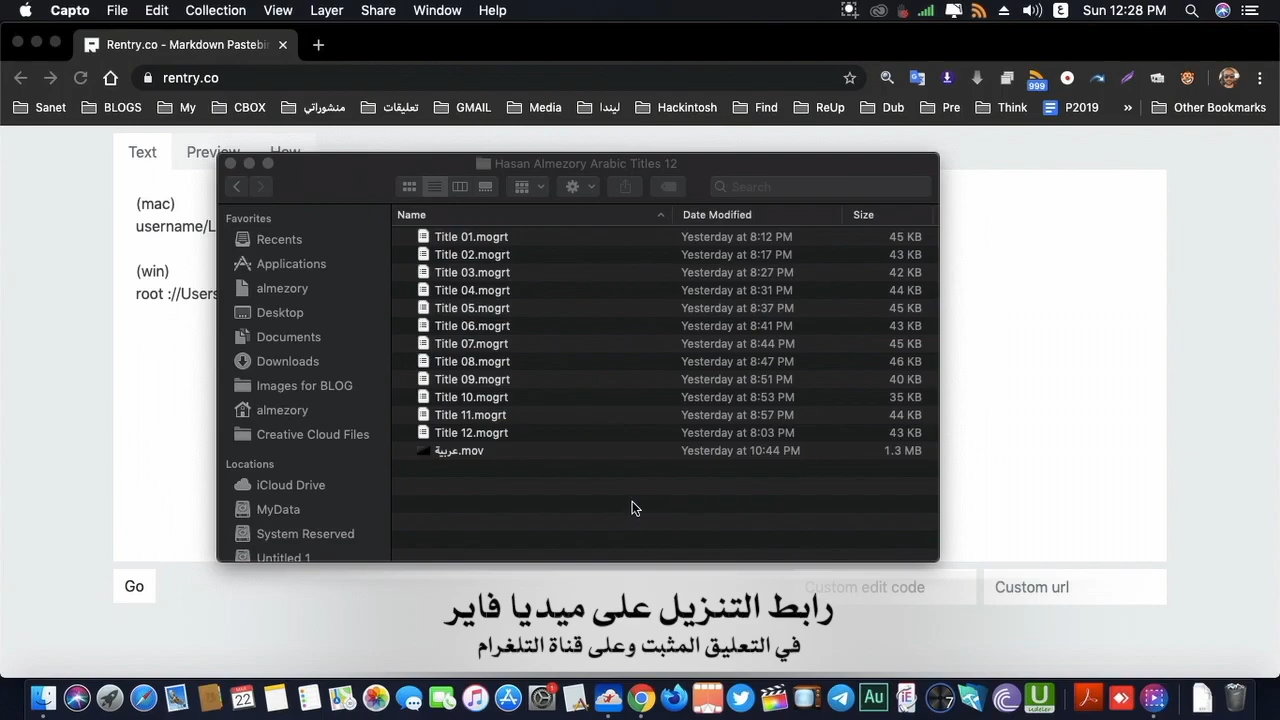 Capto File Edit Collection View Layer Share Window Help Sun 12:28 PM
Rentry.co - Markdown Pastebin
rentry.co
999
Sanet BLOGS My CBOX منشوراتي تعليقات GMAIL Media ليندا Hackintosh Find ReUp Dub Pre Think P2019 » Other Bookmarks
Text Preview How
Hasan Almezory Arabic Titles 12
Search
(mac)
username/L
(win)
root ://Users
Favorites
Recents
Applications
almezory
Desktop
Documents
Downloads
Images for BLOG
almezory
Creative Cloud Files
Locations
iCloud Drive
MyData
System Reserved
Untitled 1
Name Date Modified Size
Title 01.mogrt Yesterday at 8:12 PM 45 KB
Title 02.mogrt Yesterday at 8:17 PM 43 KB
Title 03.mogrt Yesterday at 8:27 PM 42 KB
Title 04.mogrt Yesterday at 8:31 PM 44 KB
Title 05.mogrt Yesterday at 8:37 PM 45 KB
Title 06.mogrt Yesterday at 8:41 PM 43 KB
Title 07.mogrt Yesterday at 8:44 PM 45 KB
Title 08.mogrt Yesterday at 8:47 PM 46 KB
Title 09.mogrt Yesterday at 8:51 PM 40 KB
Title 10.mogrt Yesterday at 8:53 PM 35 KB
Title 11.mogrt Yesterday at 8:57 PM 44 KB
Title 12.mogrt Yesterday at 8:03 PM 43 KB
عربية.mov Yesterday at 10:44 PM 1.3 MB
Go Custom edit code Custom url
رابط التنزيل على ميديا فاير
في التعليق المثبت وعلى قناة التلغرام
MAR 22 1 Au iE U udeler